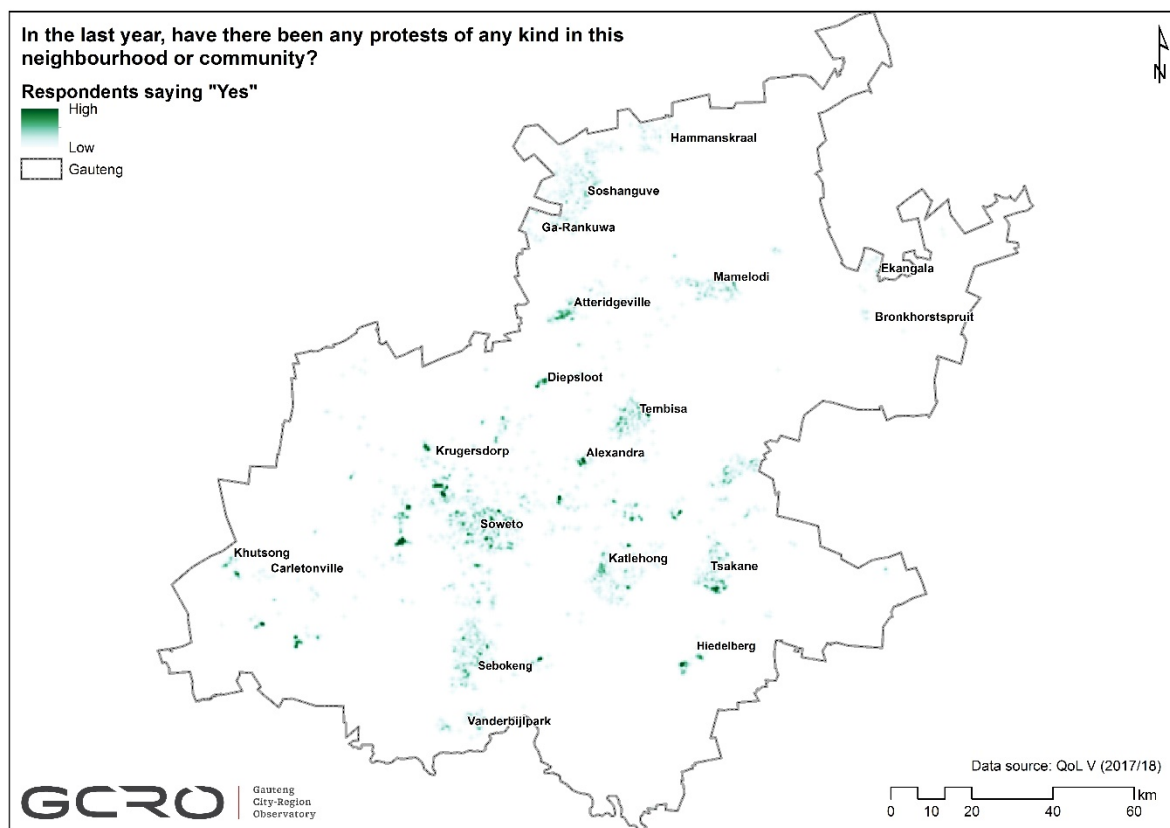 In the last year, have there been any protests of any kind in this
neighbourhood or community?
Respondents saying "Yes"
High
Low
Gauteng
N
Hammanskraal
Soshanguve
Ga-Rankuwa
Ekangala
Mamelodi
Atteridgeville
Bronkhorstspruit
Diepsloot
Tembisa
Krugersdorp
Alexandra
Soweto
Khutsong
Carletonville
Katlehong
Tsakane
Hiedelberg
Sebokeng
Vanderbijlpark
Data source: QoL V (2017/18)
GCRO
Gauteng
City-Region
Observatory
km
0 10 20 40 60